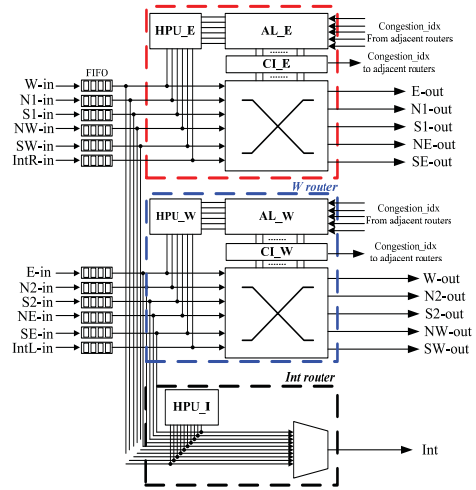 HPU_E
AL_E
Congestion_idx
From adjacent routers
CI_E
Congestion_idx
to adjacent routers
FIFO
W-in
N1-in
S1-in
NW-in
SW-in
IntR-in
E-out
N1-out
S1-out
NE-out
SE-out
W router
HPU_W
AL_W
Congestion_idx
From adjacent routers
CI_W
Congestion_idx
to adjacent routers
E-in
N2-in
S2-in
NE-in
SE-in
IntL-in
W-out
N2-out
S2-out
NW-out
SW-out
Int router
HPU_I
Int